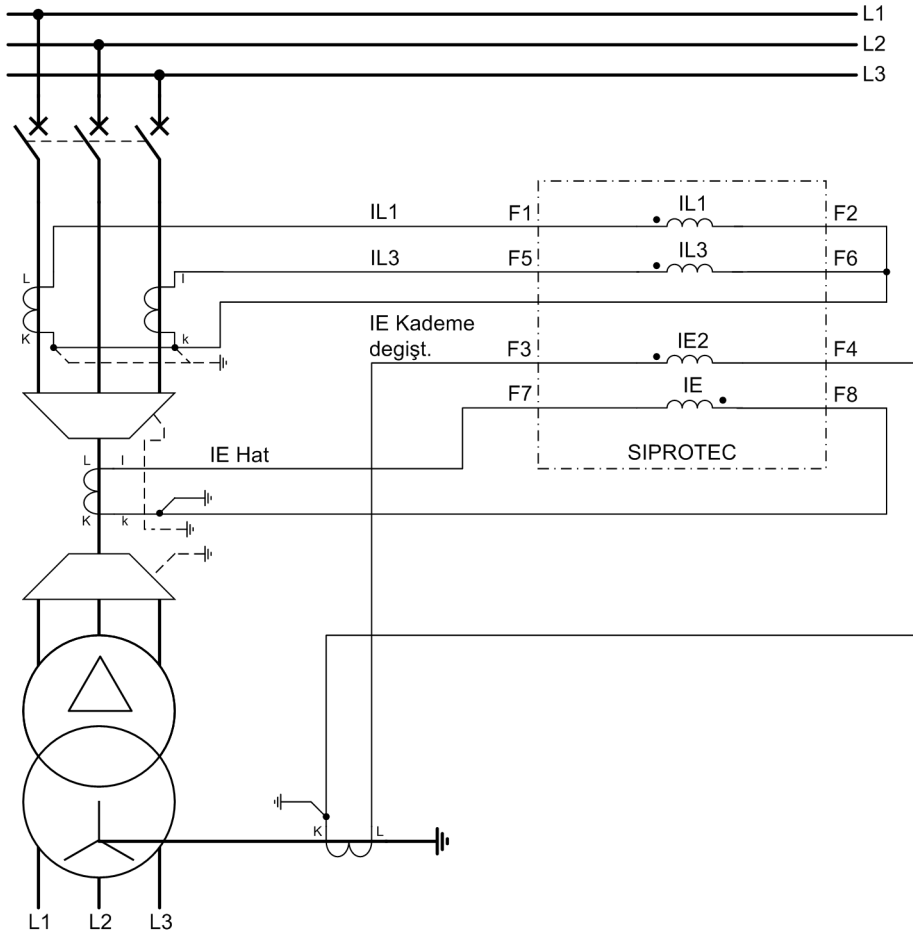 L1
L2
L3
IL1 F1 IL1 F2
IL3 F5 IL3 F6
L l
K k
IE Kademe
değişt.
F3 IE2 F4
F7 IE F8
SIPROTEC
IE Hat
L l
K k
K L
L1 L2 L3